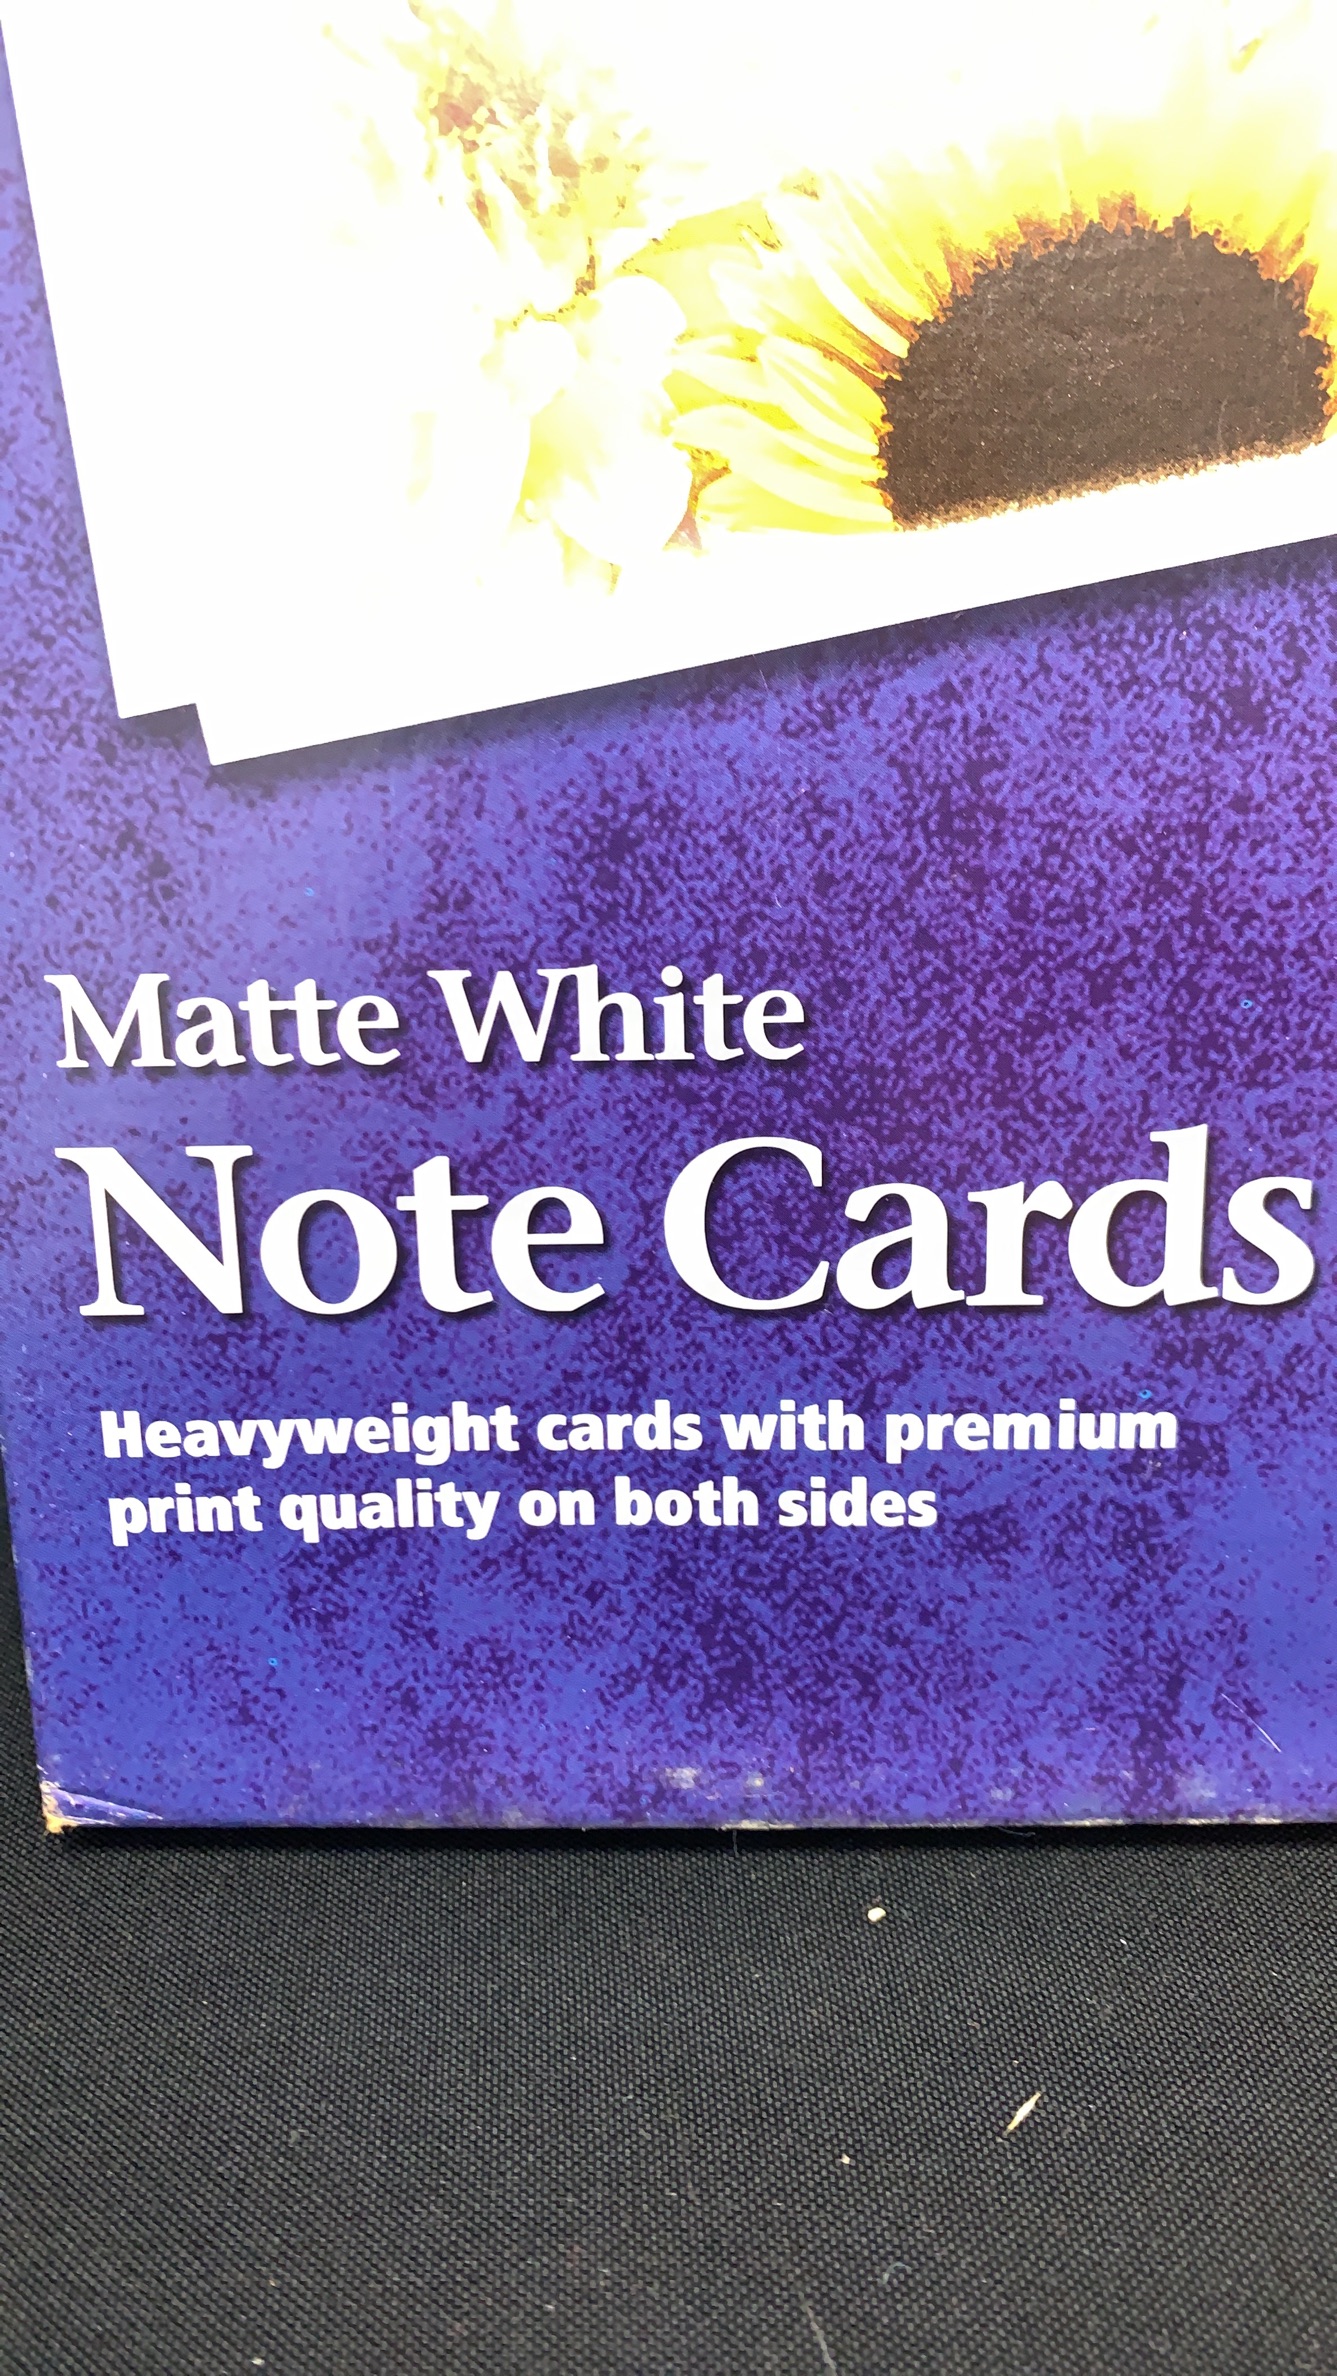 Matte White
Note Cards
Heavyweight cards with premium
print quality on both sides